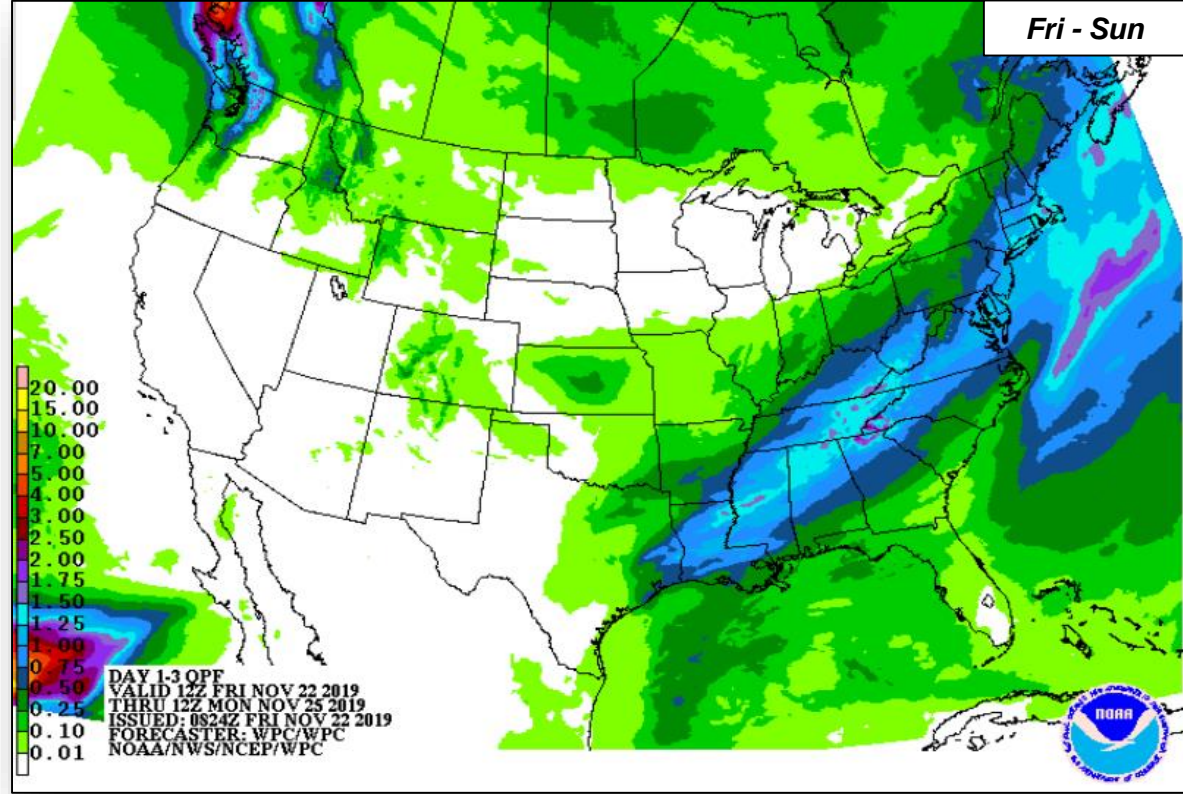 Fri - Sun
20.00
15.00
10.00
7.00
5.00
4.00
3.00
2.50
2.00
1.75
1.50
1.25
1.00
0.75
0.50
0.25
0.10
0.01
DAY 1-3 QPF
VALID 12Z FRI NOV 22 2019
THRU 12Z MON NOV 25 2019
ISSUED: 0824Z FRI NOV 22 2019
FORECASTER: WPC/WPC
NOAA/NWS/NCEP/WPC
NOAA